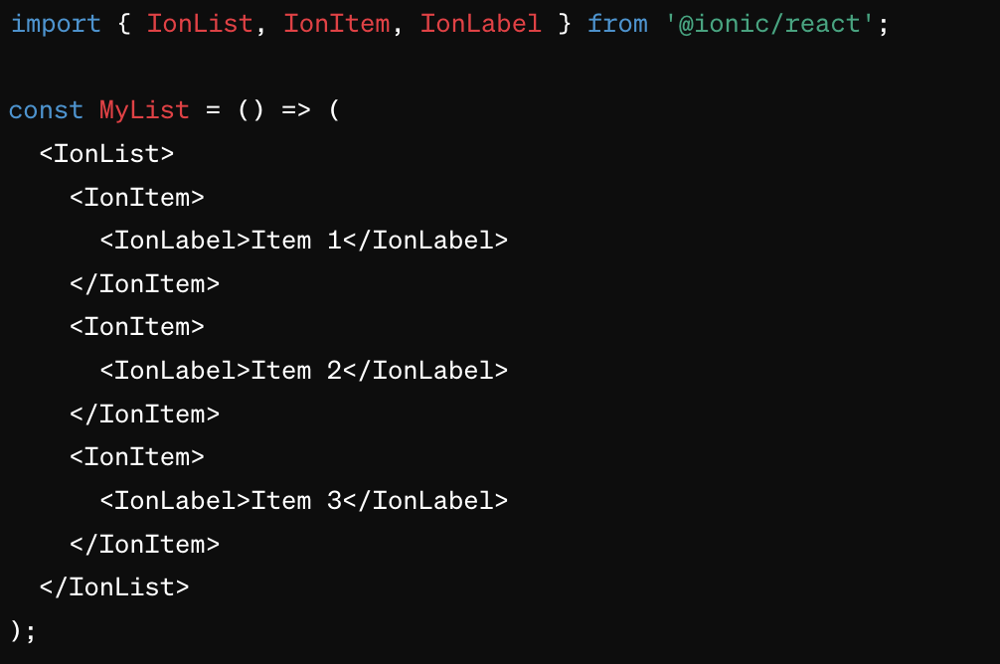 import { IonList, IonItem, IonLabel } from '@ionic/react';
const MyList = () => (
  <IonList>
    <IonItem>
      <IonLabel>Item 1</IonLabel>
    </IonItem>
    <IonItem>
      <IonLabel>Item 2</IonLabel>
    </IonItem>
    <IonItem>
      <IonLabel>Item 3</IonLabel>
    </IonItem>
  </IonList>
);